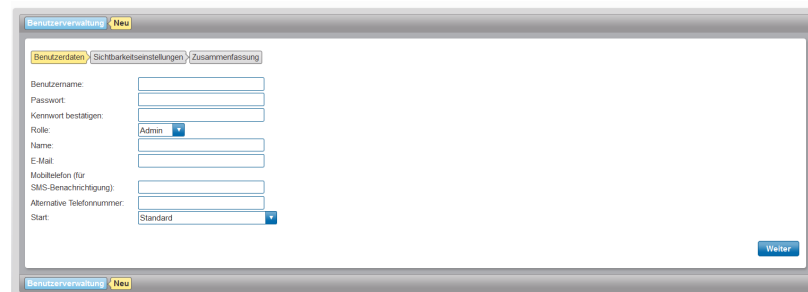 Benutzerverwaltung Neu
Benutzerdaten Sichtbarkeitseinstellungen Zusammenfassung
Benutzername:
Passwort:
Kennwort bestätigen:
Rolle: Admin
Name:
E-Mail:
Mobiltelefon (für
SMS-Benachrichtigung):
Alternative Telefonnummer:
Start: Standard
Weiter
Benutzerverwaltung Neu